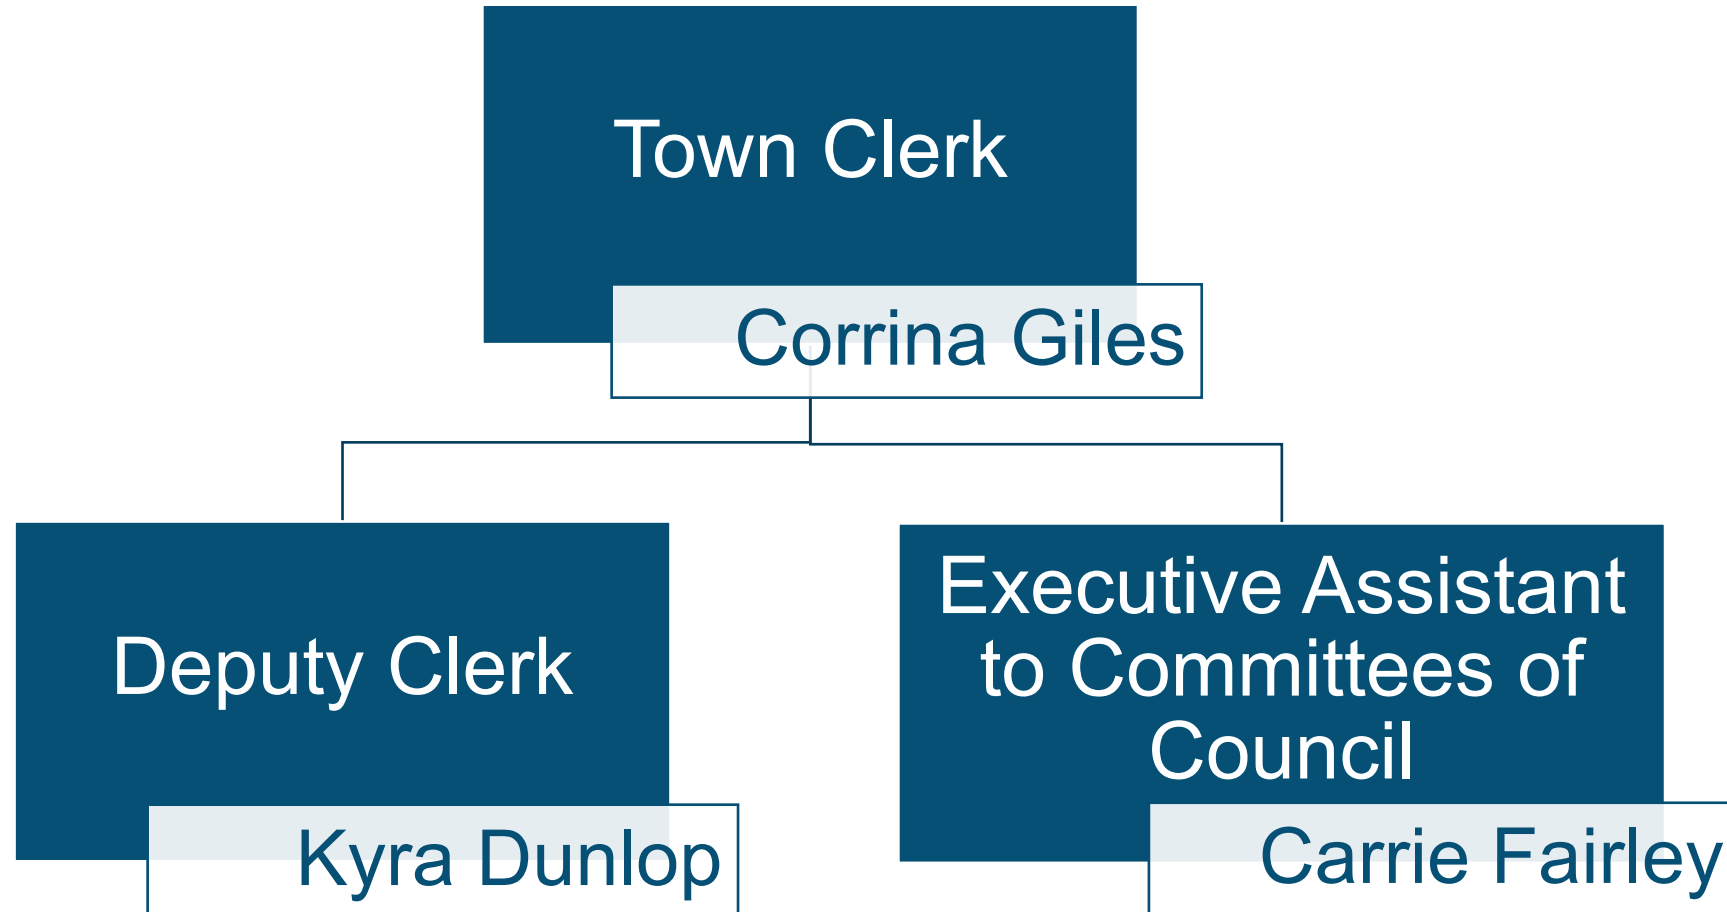 Town Clerk
Corrina Giles
Deputy Clerk
Kyra Dunlop
Executive Assistant
to Committees of
Council
Carrie Fairley